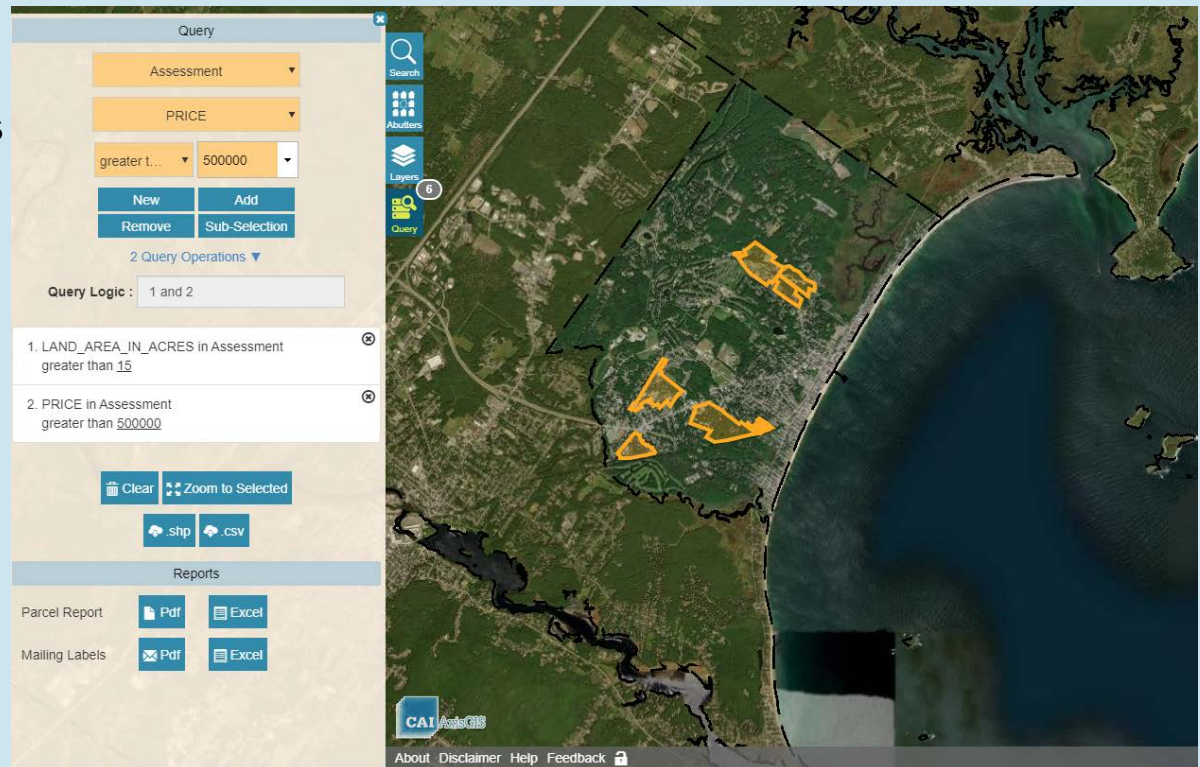 s
Query
Assessment
PRICE
greater t... 500000
New Add
Remove Sub-Selection
2 Query Operations ▼
Query Logic : 1 and 2
1. LAND_AREA_IN_ACRES in Assessment
greater than 15
2. PRICE in Assessment
greater than 500000
Clear Zoom to Selected
.shp .csv
Reports
Parcel Report Pdf Excel
Mailing Labels Pdf Excel
Search
Abutters
Layers
6
Query
CAI AxisGIS
About Disclaimer Help Feedback